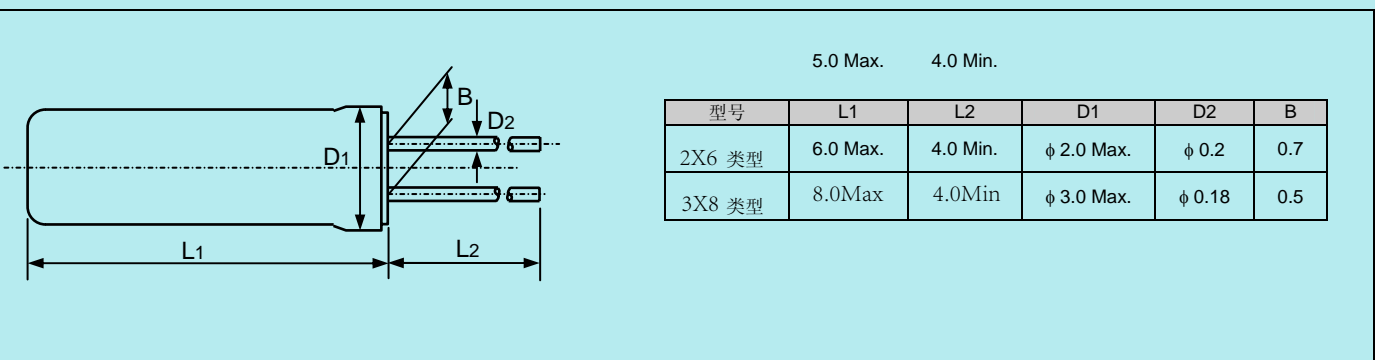 5.0 Max. 4.0 Min.
B
D2
D1
L1
L2
型号 L1 L2 D1 D2 B
2X6 类型 6.0 Max. 4.0 Min. ϕ 2.0 Max. ϕ 0.2 0.7
3X8 类型 8.0Max 4.0Min ϕ 3.0 Max. ϕ 0.18 0.5